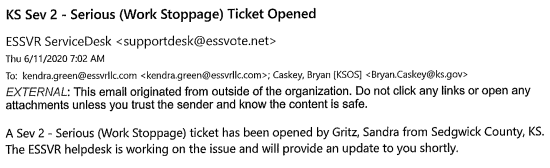 KS Sev 2 - Serious (Work Stoppage) Ticket Opened
ESSVR ServiceDesk <supportdesk@essvote.net>
Thu 6/11/2020 7:02 AM
To: kendra.green@essvrllc.com <kendra.green@essvrllc.com>; Caskey, Bryan [KSOS] <Bryan.Caskey@ks.gov>
EXTERNAL: This email originated from outside of the organization. Do not click any links or open any
attachments unless you trust the sender and know the content is safe.
A Sev 2 - Serious (Work Stoppage) ticket has been opened by Gritz, Sandra from Sedgwick County, KS.
The ESSVR helpdesk is working on the issue and will provide an update to you shortly.